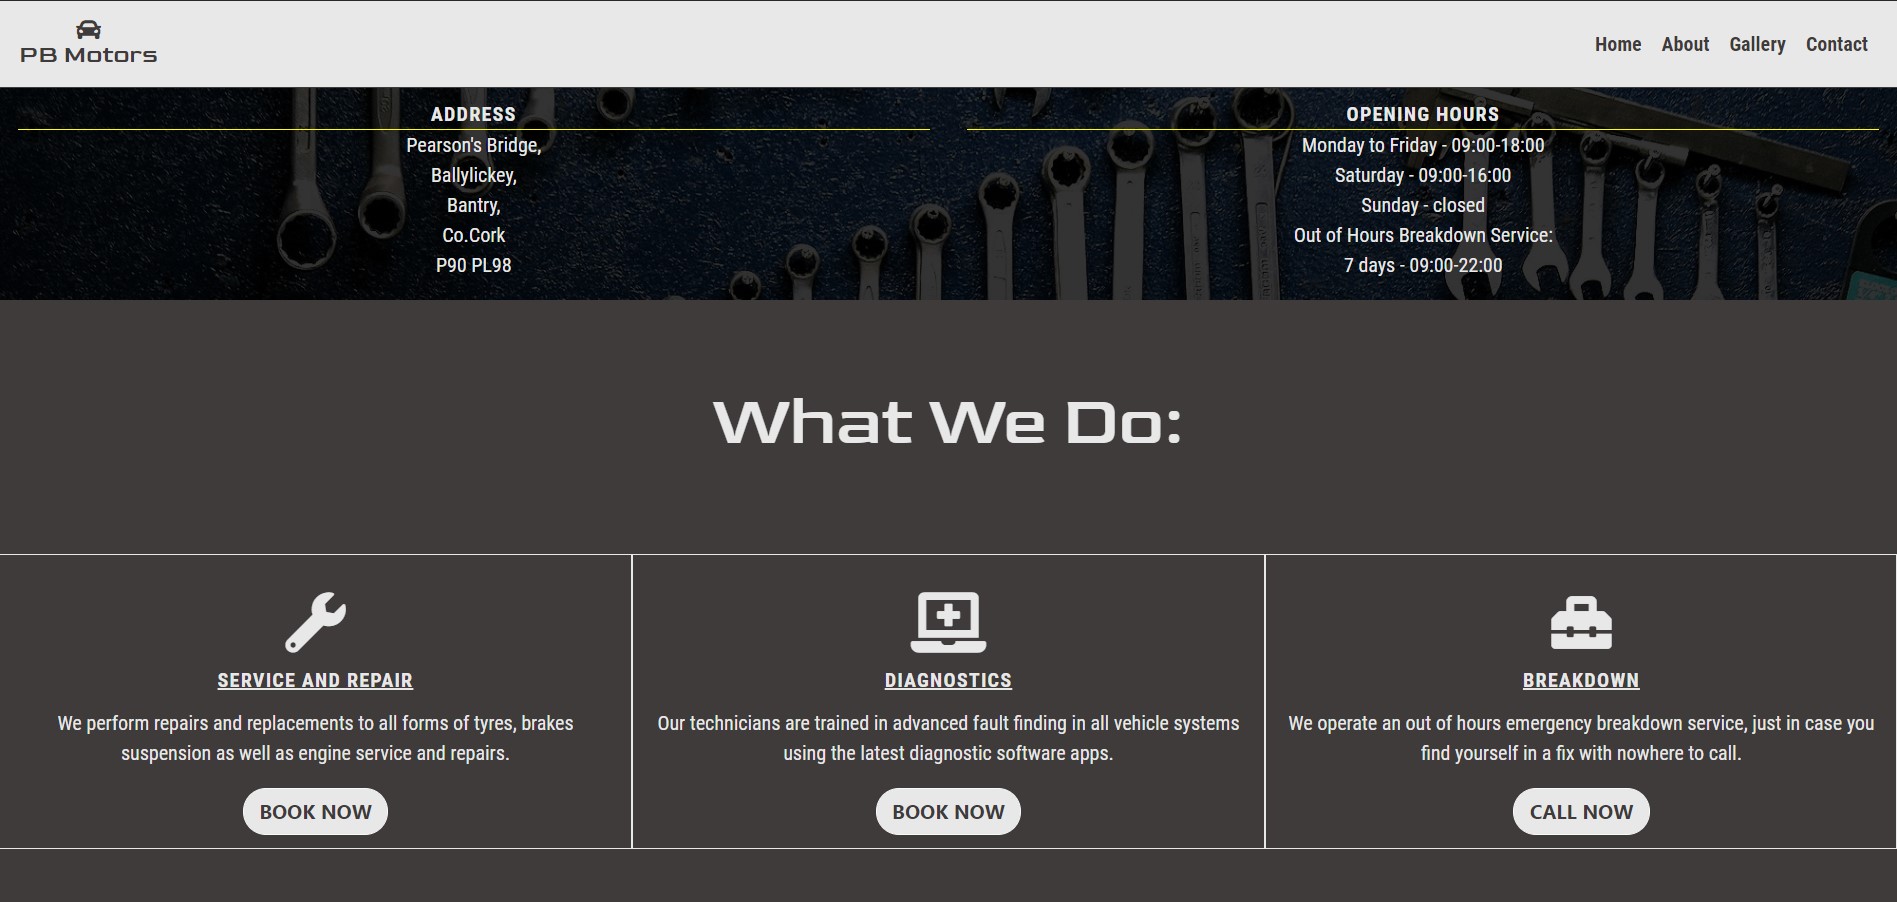 PB Motors
Home About Gallery Contact
ADDRESS
Pearson's Bridge,
Ballylickey,
Bantry,
Co.Cork
P90 PL98
OPENING HOURS
Monday to Friday - 09:00-18:00
Saturday - 09:00-16:00
Sunday - closed
Out of Hours Breakdown Service:
7 days - 09:00-22:00
What We Do:
SERVICE AND REPAIR
We perform repairs and replacements to all forms of tyres, brakes
suspension as well as engine service and repairs.
BOOK NOW
DIAGNOSTICS
Our technicians are trained in advanced fault finding in all vehicle systems
using the latest diagnostic software apps.
BOOK NOW
BREAKDOWN
We operate an out of hours emergency breakdown service, just in case you
find yourself in a fix with nowhere to call.
CALL NOW